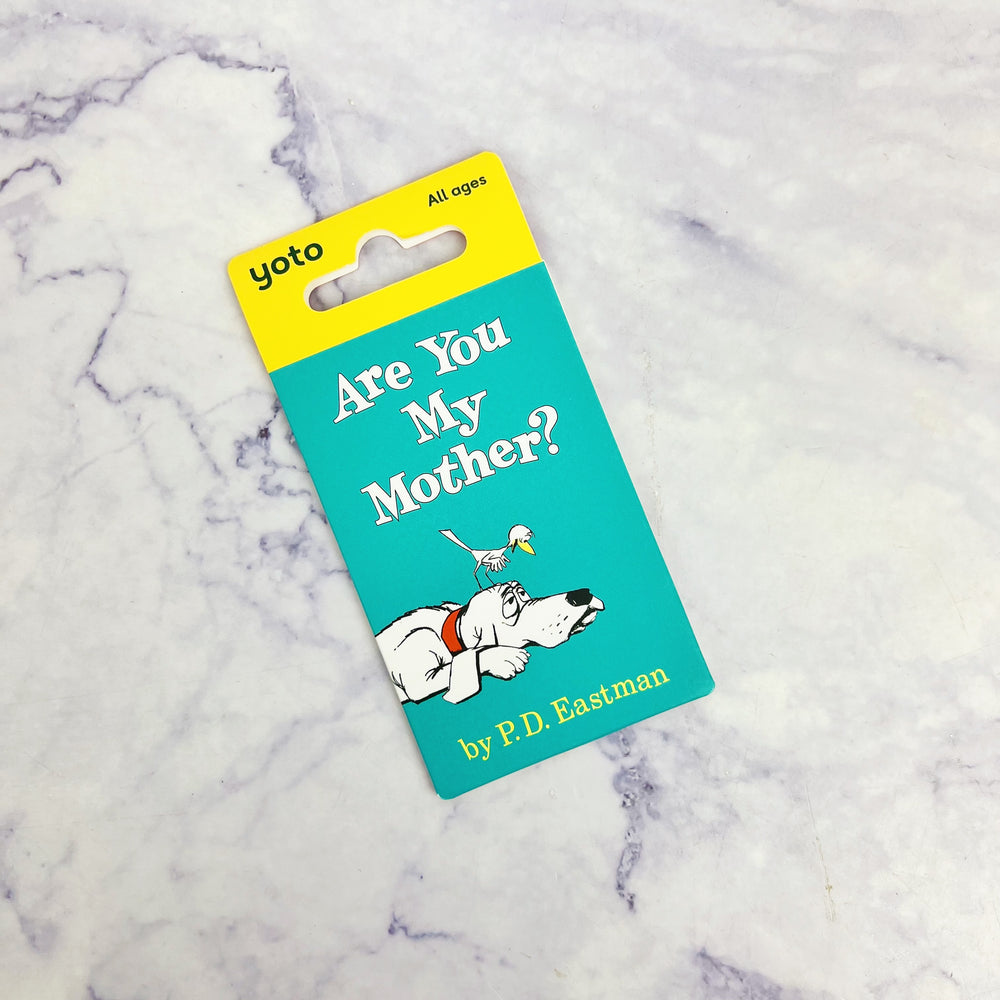 yoto
All ages
Are You
My
Mother?
by P.D. Eastman